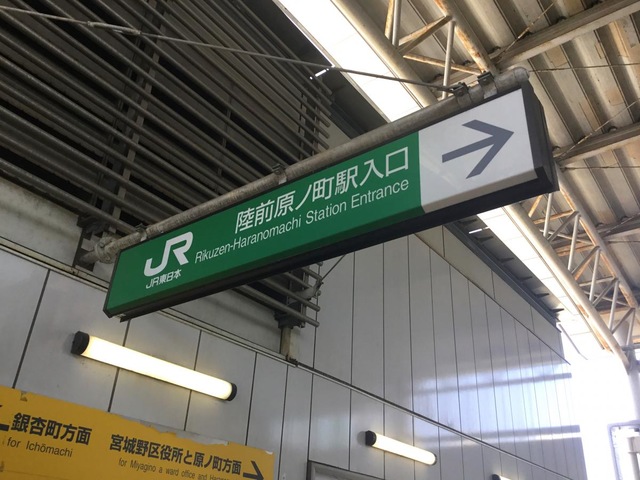 陸前原ノ町駅入口
Rikuzen-Haranomachi Station Entrance
JR
JR東日本
銀杏町方面
for Ichōmachi
宮城野区役所と原ノ町方面
for Miyagino a ward office and